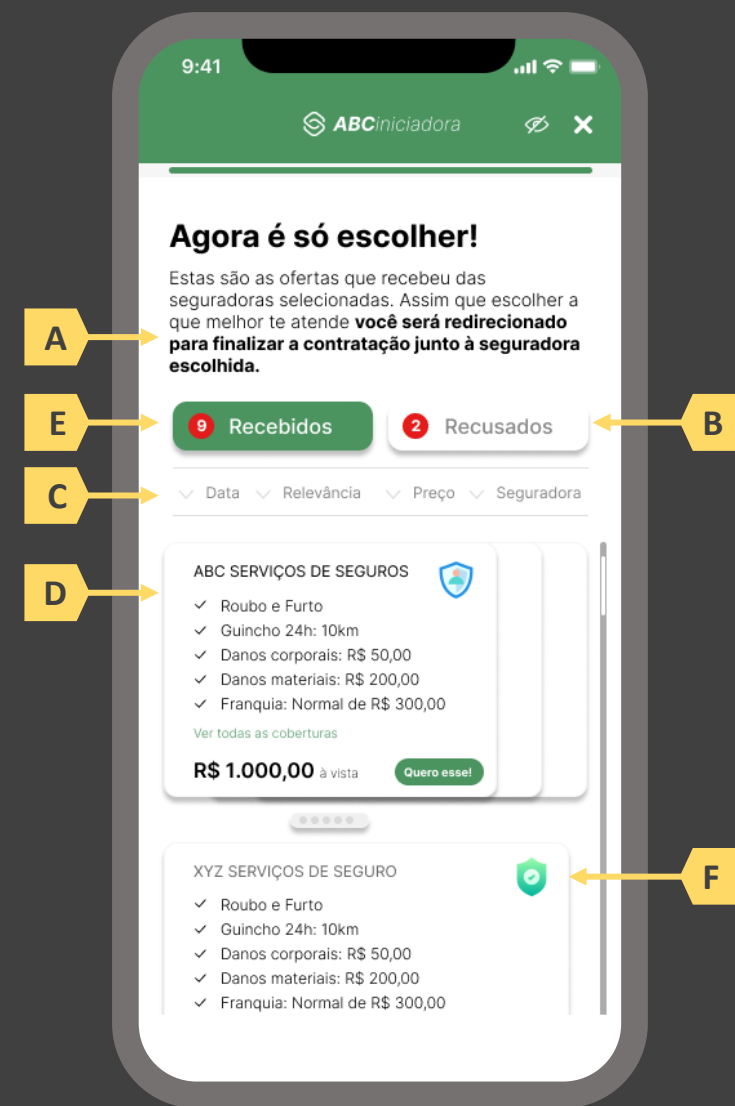 9:41
ABCiniciadora
Agora é só escolher!
Estas são as ofertas que recebeu das
seguradoras selecionadas. Assim que escolher a
que melhor te atende você será redirecionado
para finalizar a contratação junto à seguradora
escolhida.
A
E
9 Recebidos
2 Recusados
B
C
Data Relevância Preço Seguradora
D
ABC SERVIÇOS DE SEGUROS
Roubo e Furto
Guincho 24h: 10km
Danos corporais: R$ 50,00
Danos materiais: R$ 200,00
Franquia: Normal de R$ 300,00
Ver todas as coberturas
R$ 1.000,00 à vista
Quero esse!
XYZ SERVIÇOS DE SEGURO
F
Roubo e Furto
Guincho 24h: 10km
Danos corporais: R$ 50,00
Danos materiais: R$ 200,00
Franquia: Normal de R$ 300,00